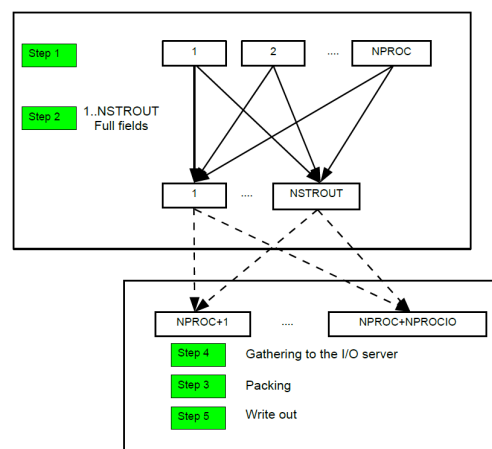 Step 1
1 2 .... NPROC
Step 2 1..NSTROUT
Full fields
1 .... NSTROUT
NPROC+1 .... NPROC+NPROCIO
Step 4 Gathering to the I/O server
Step 3 Packing
Step 5 Write out